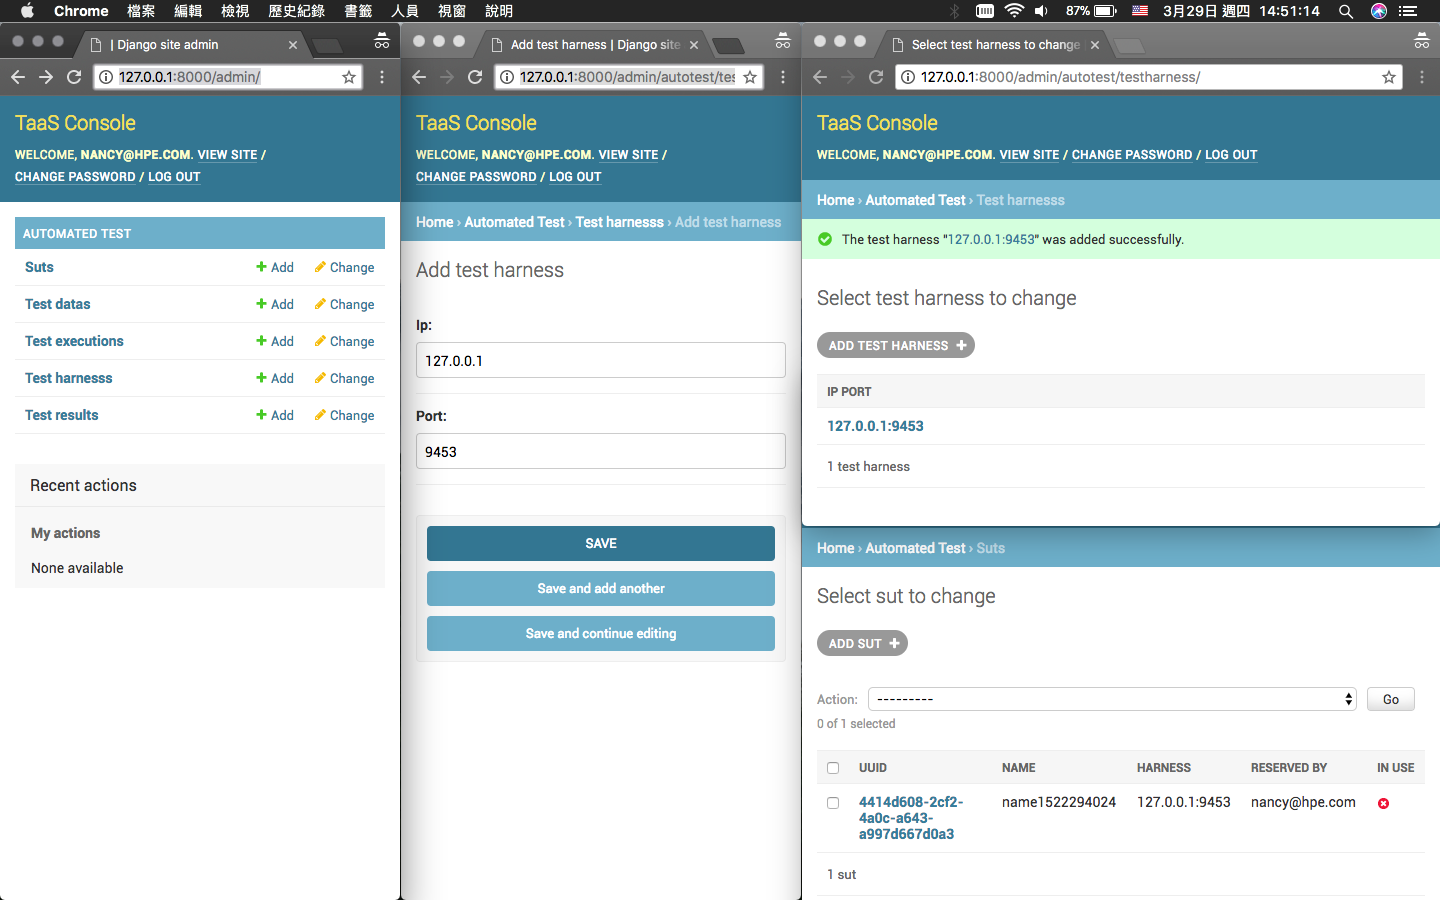 Chrome 檔案 編輯 檢視 歷史紀錄 書籤 人員 視窗 說明 87% 3月29日 週四 14:51:14
| Django site admin
127.0.0.1:8000/admin/
TaaS Console
WELCOME, NANCY@HPE.COM. VIEW SITE /
CHANGE PASSWORD / LOG OUT
AUTOMATED TEST
Suts Add Change
Test datas Add Change
Test executions Add Change
Test harnesss Add Change
Test results Add Change
Recent actions
My actions
None available
Add test harness | Django site
127.0.0.1:8000/admin/autotest/tes
TaaS Console
WELCOME, NANCY@HPE.COM. VIEW SITE /
CHANGE PASSWORD / LOG OUT
Home › Automated Test › Test harnesss › Add test harness
Add test harness
Ip:
127.0.0.1
Port:
9453
SAVE
Save and add another
Save and continue editing
Select test harness to change
127.0.0.1:8000/admin/autotest/testharness/
TaaS Console
WELCOME, NANCY@HPE.COM. VIEW SITE / CHANGE PASSWORD / LOG OUT
Home › Automated Test › Test harnesss
The test harness "127.0.0.1:9453" was added successfully.
Select test harness to change
ADD TEST HARNESS +
IP PORT
127.0.0.1:9453
1 test harness
Home › Automated Test › Suts
Select sut to change
ADD SUT +
Action: --------- Go
0 of 1 selected
UUID NAME HARNESS RESERVED BY IN USE
4414d608-2cf2- name1522294024 127.0.0.1:9453 nancy@hpe.com
4a0c-a643-
a997d667d0a3
1 sut